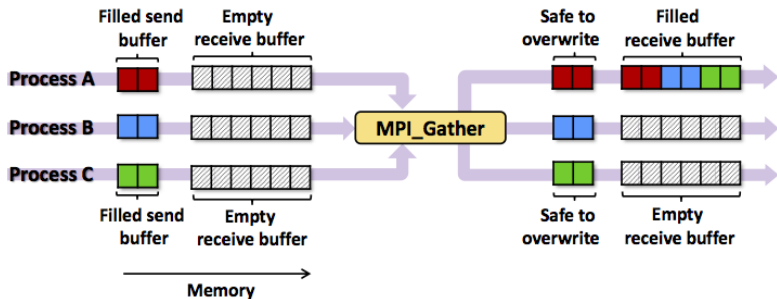 Filled send
buffer
Empty
receive buffer
Safe to
overwrite
Filled
receive buffer
Process A
Process B
MPI_Gather
Process C
Filled send
buffer
Empty
receive buffer
Safe to
overwrite
Empty
receive buffer
Memory